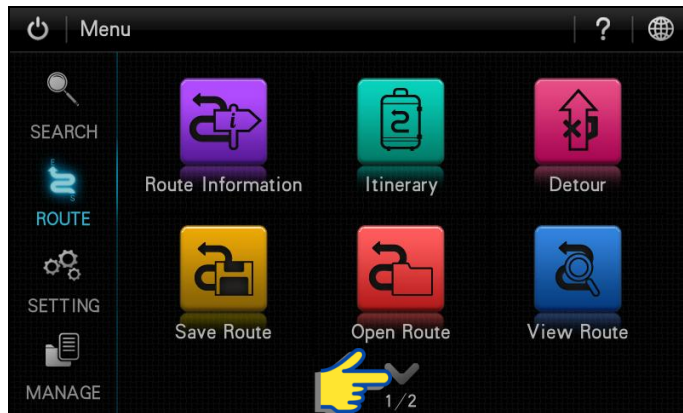 Menu
?
SEARCH
ROUTE
SETTING
MANAGE
i
Route Information
Itinerary
Detour
Save Route
Open Route
View Route
1/2